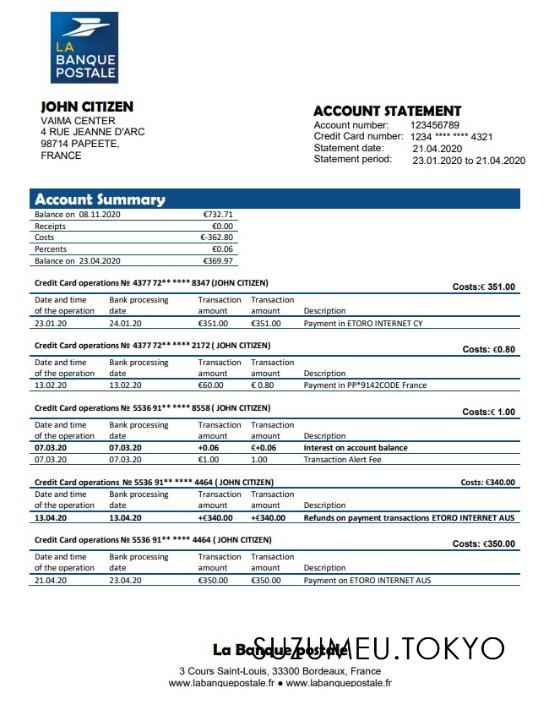 LA
BANQUE
POSTALE
JOHN CITIZEN
VAIMA CENTER
4 RUE JEANNE D'ARC
98714 PAPEETE,
FRANCE
ACCOUNT STATEMENT
Account number: 123456789
Credit Card number: 1234 **** **** 4321
Statement date: 21.04.2020
Statement period: 23.01.2020 to 21.04.2020
Account Summary
Balance on 08.11.2020 €732.71
Receipts €0.00
Costs €-362.80
Percents €0.06
Balance on 23.04.2020 €369.97
Credit Card operations № 4377 72** **** 8347 (JOHN CITIZEN) Costs:€ 351.00
Date and time Bank processing Transaction Transaction
of the operation date amount amount Description
23.01.20 24.01.20 €351.00 €351.00 Payment in ETORO INTERNET CY
Credit Card operations № 4377 72** **** 2172 ( JOHN CITIZEN) Costs: €0.80
Date and time Bank processing Transaction Transaction
of the operation date amount amount Description
13.02.20 13.02.20 €60.00 € 0.80 Payment in PP*9142CODE France
Credit Card operations № 5536 91** **** 8558 ( JOHN CITIZEN) Costs:€ 1.00
Date and time Bank processing Transaction Transaction
of the operation date amount amount Description
07.03.20 07.03.20 +0.06 €+0.06 Interest on account balance
07.03.20 07.03.20 €1.00 1.00 Transaction Alert Fee
Credit Card operations № 5536 91** **** 4464 ( JOHN CITIZEN) Costs: €340.00
Date and time Bank processing Transaction Transaction
of the operation date amount amount Description
13.04.20 13.04.20 +€340.00 +€340.00 Refunds on payment transactions ETORO INTERNET AUS
Credit Card operations № 5536 91** **** 4464 ( JOHN CITIZEN) Costs: €350.00
Date and time Bank processing Transaction Transaction
of the operation date amount amount Description
21.04.20 23.04.20 €350.00 €350.00 Payment on ETORO INTERNET AUS
La Banque postale
SUZUMEU.TOKYO
3 Cours Saint-Louis, 33300 Bordeaux, France
www.labanquepostale.fr ● www.labanquepostale.fr